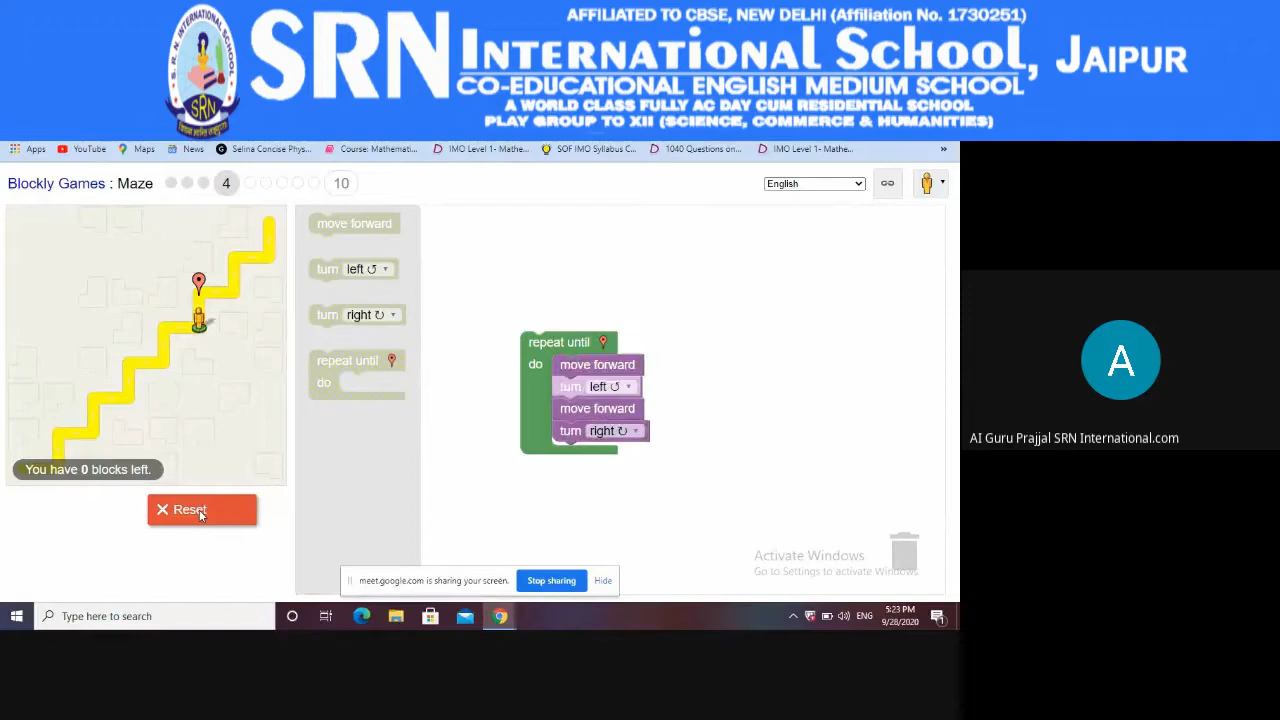 AFFILIATED TO CBSE, NEW DELHI (Affiliation No. 1730251)
SRN INTERNATIONAL SCHOOL, JAIPUR
CO-EDUCATIONAL ENGLISH MEDIUM SCHOOL
A WORLD CLASS FULLY AC DAY CUM RESIDENTIAL SCHOOL
PLAY GROUP TO XII (SCIENCE, COMMERCE & HUMANITIES)
S. R. N. INTERNATIONAL SCHOOL
SRN
Apps YouTube Maps News Selina Concise Phys... Course: Mathemati... IMO Level 1- Mathe... SOF IMO Syllabus C... 1040 Questions on... IMO Level 1- Mathe... »
Blockly Games : Maze 4 10 English
move forward
turn left ↺
turn right ↻
repeat until
do
repeat until
do move forward
turn left ↺
move forward
turn right ↻
You have 0 blocks left.
Reset
A
AI Guru Prajjal SRN International.com
Activate Windows
Go to Settings to activate Windows.
meet.google.com is sharing your screen. Stop sharing Hide
Type here to search
ENG
5:23 PM
9/28/2020
1